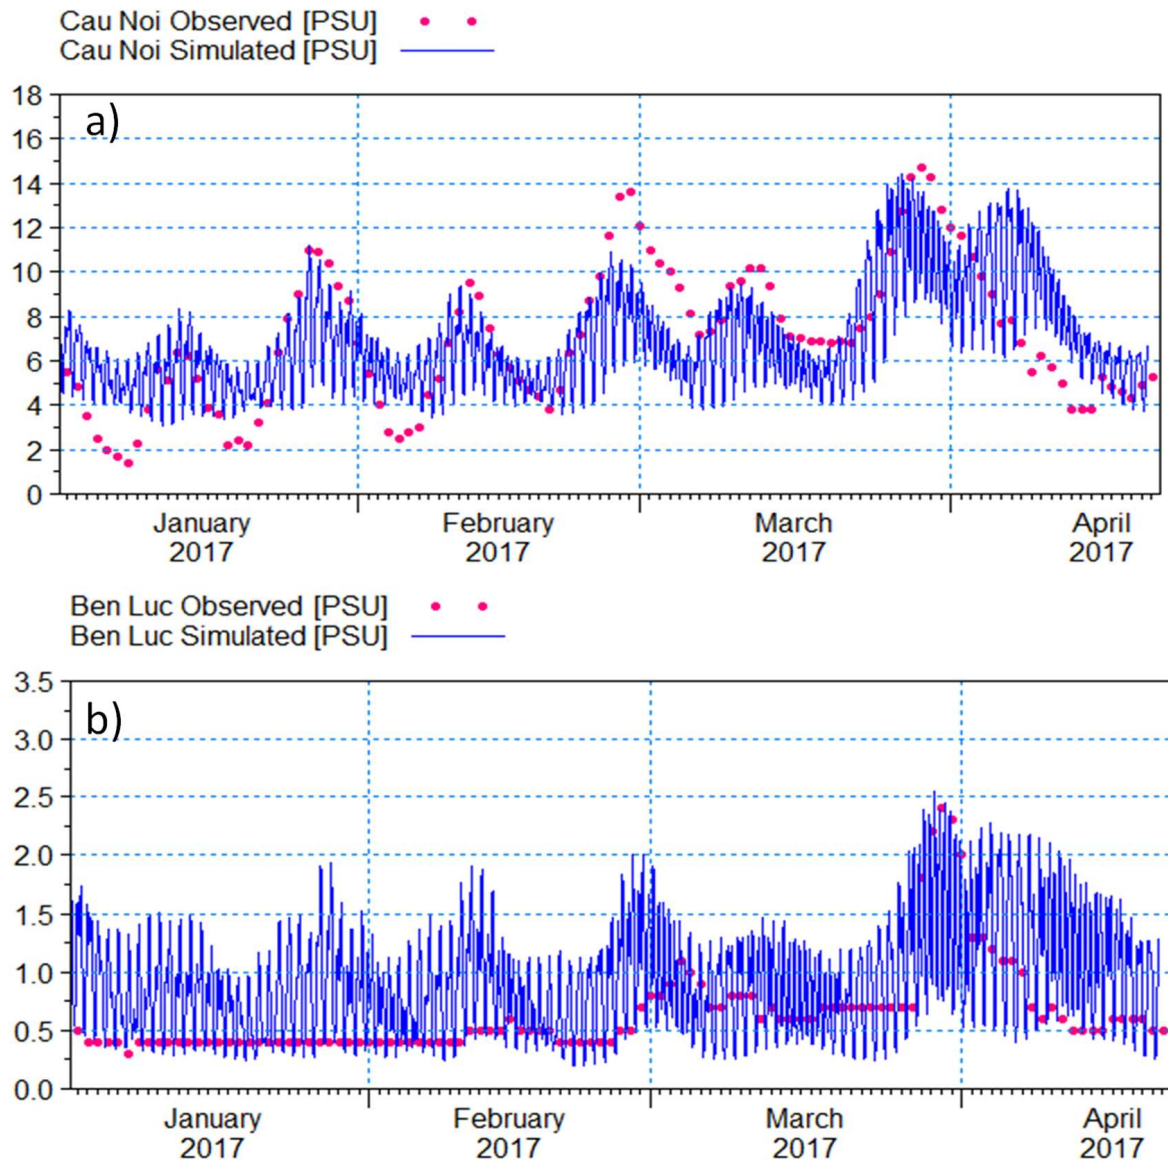 Cau Noi Observed [PSU]
Cau Noi Simulated [PSU]
a)
18
16
14
12
10
8
6
4
2
0
January February March April
2017 2017 2017 2017
Ben Luc Observed [PSU]
Ben Luc Simulated [PSU]
b)
3.5
3.0
2.5
2.0
1.5
1.0
0.5
0.0
January February March April
2017 2017 2017 2017